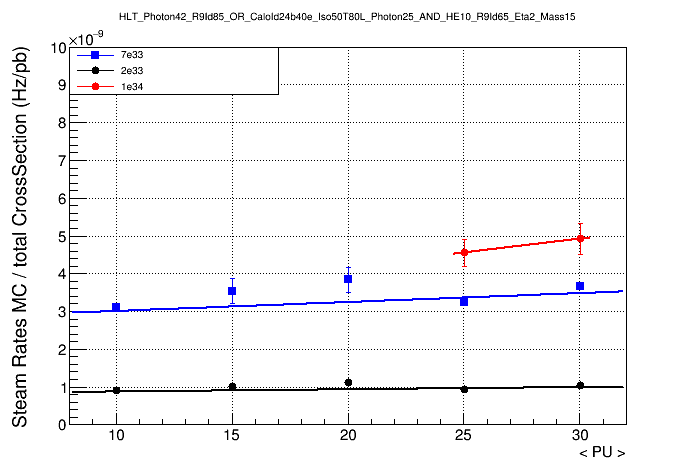 HLT_Photon42_R9Id85_OR_CaloId24b40e_Iso50T80L_Photon25_AND_HE10_R9Id65_Eta2_Mass15
×10⁻⁹
7e33
2e33
1e34
Steam Rates MC / total CrossSection (Hz/pb)
10
9
8
7
6
5
4
3
2
1
0
10 15 20 25 30
< PU >